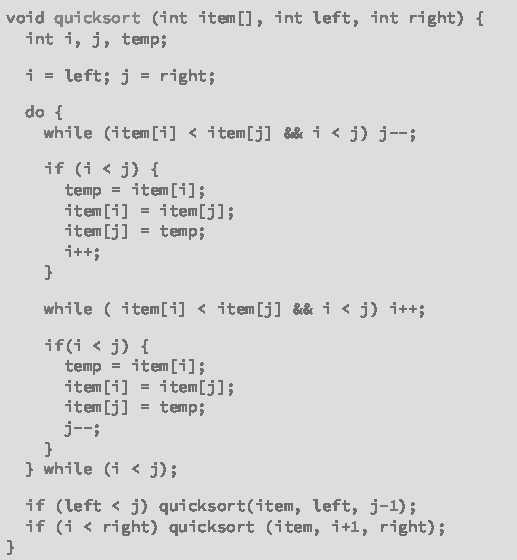 void quicksort (int item[], int left, int right) {
int i, j, temp;
i = left; j = right;
do {
while (item[i] < item[j] && i < j) j--;
if (i < j) {
temp = item[i];
item[i] = item[j];
item[j] = temp;
i++;
}
while ( item[i] < item[j] && i < j) i++;
if(i < j) {
temp = item[i];
item[i] = item[j];
item[j] = temp;
j--;
}
} while (i < j);
if (left < j) quicksort(item, left, j-1);
if (i < right) quicksort (item, i+1, right);
}